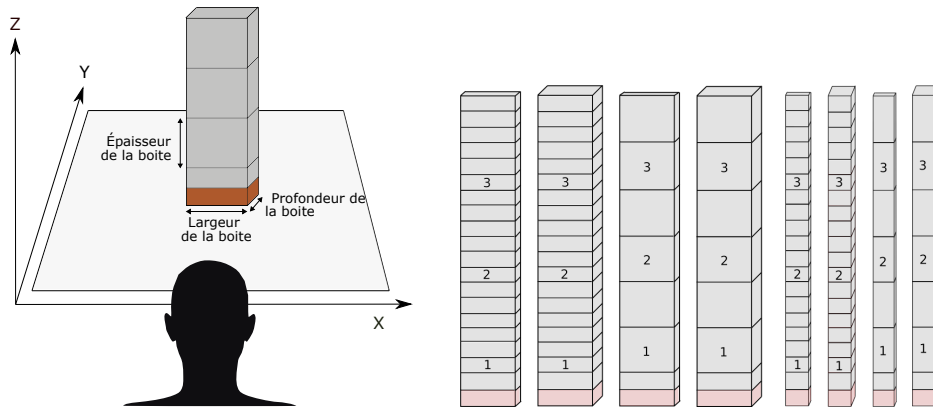 Z
Y
Épaisseur
de la boite
Profondeur de
la boite
Largeur
de la boite
X
3 3 3 3 3 3 3 3
2 2 2 2 2 2 2 2
1 1 1 1 1 1 1 1